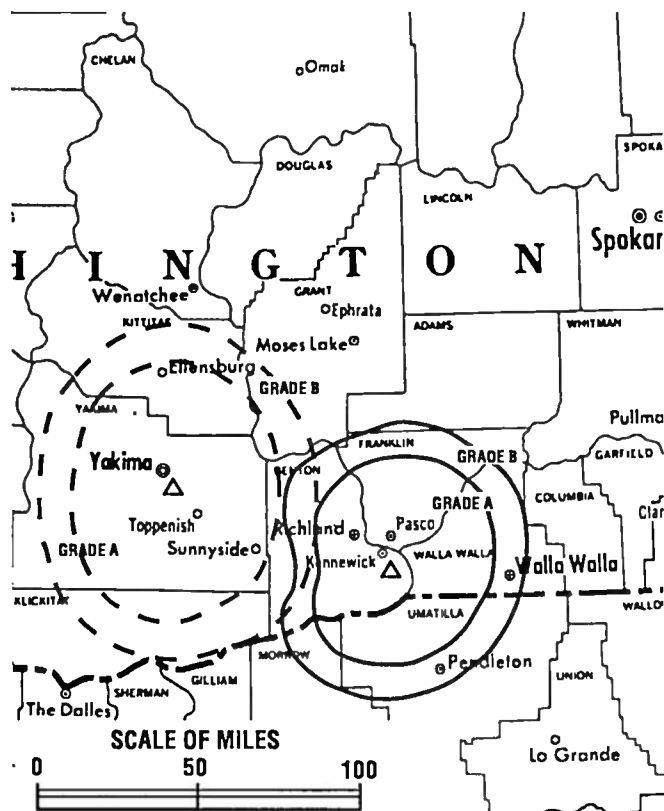 CHELAN
Omak
DOUGLAS
SPOKA
LINCOLN
Spokar
H I N G T O N
Wenatchee
GRANT
Ephrata
KITTITAS
ADAMS
WHITMAN
Moses Lake
Ellensburg
GRADE B
YAKIMA
Pullma
FRANKLIN
GARFIELD
GRADE B
Yakima
BENTON
COLUMBIA
GRADE A
Clar
Toppenish
Richland
Pasco
GRADE A
Sunnyside
Kennewick
WALLA WALLA
Walla Walla
KLICKITAT
UMATILLA
WALLOW
MORROW
Pendleton
GILLIAM
UNION
SHERMAN
The Dalles
La Grande
SCALE OF MILES
0 50 100